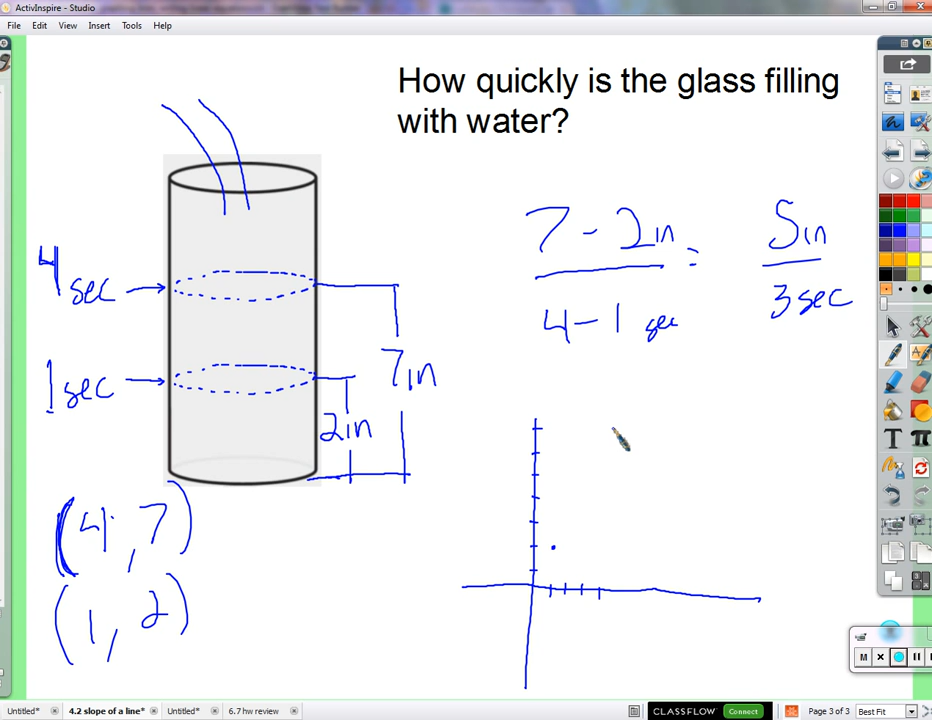 ActivInspire - Studio
File Edit View Insert Tools Help
How quickly is the glass filling
with water?
7 - 2in = 5in
4 - 1 sec 3sec
4 sec
1 sec
7in
2in
(4, 7)
(1, 2)
T π
M
Untitled* 4.2 slope of a line* Untitled* 6.7 hw review CLASSFLOW Connect Page 3 of 3 Best Fit